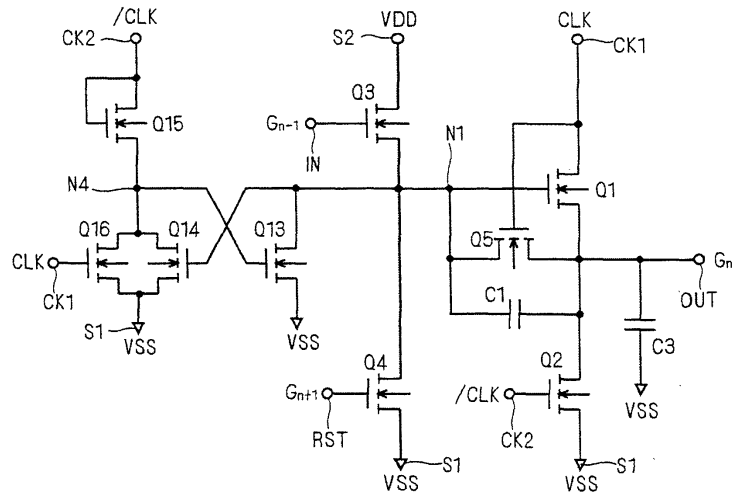 /CLK
CK2
VDD
S2
CLK
CK1
Q3
Q15
Gn-1
IN
N1
Q1
N4
Q16
Q14
Q13
Q5
CLK
CK1
Gn
OUT
C1
C3
S1
VSS
VSS
Q4
Q2
Gn+1
RST
/CLK
CK2
VSS
S1
VSS
S1
VSS